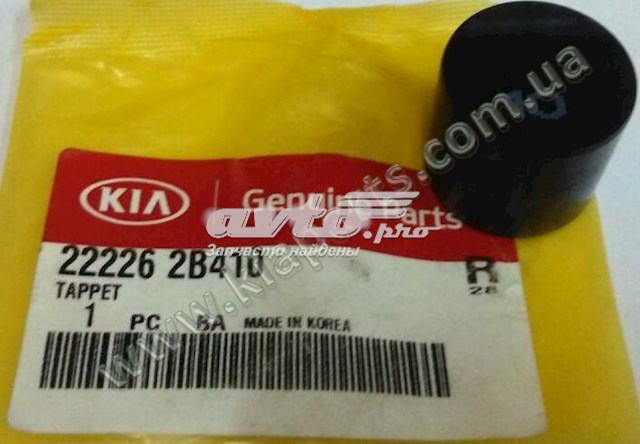 KIA Genuine Parts
avto.pro
Запчасти найдены
22226 2B410
TAPPET
R
28
1 PC BA MADE IN KOREA
www.kiaparts.com.ua